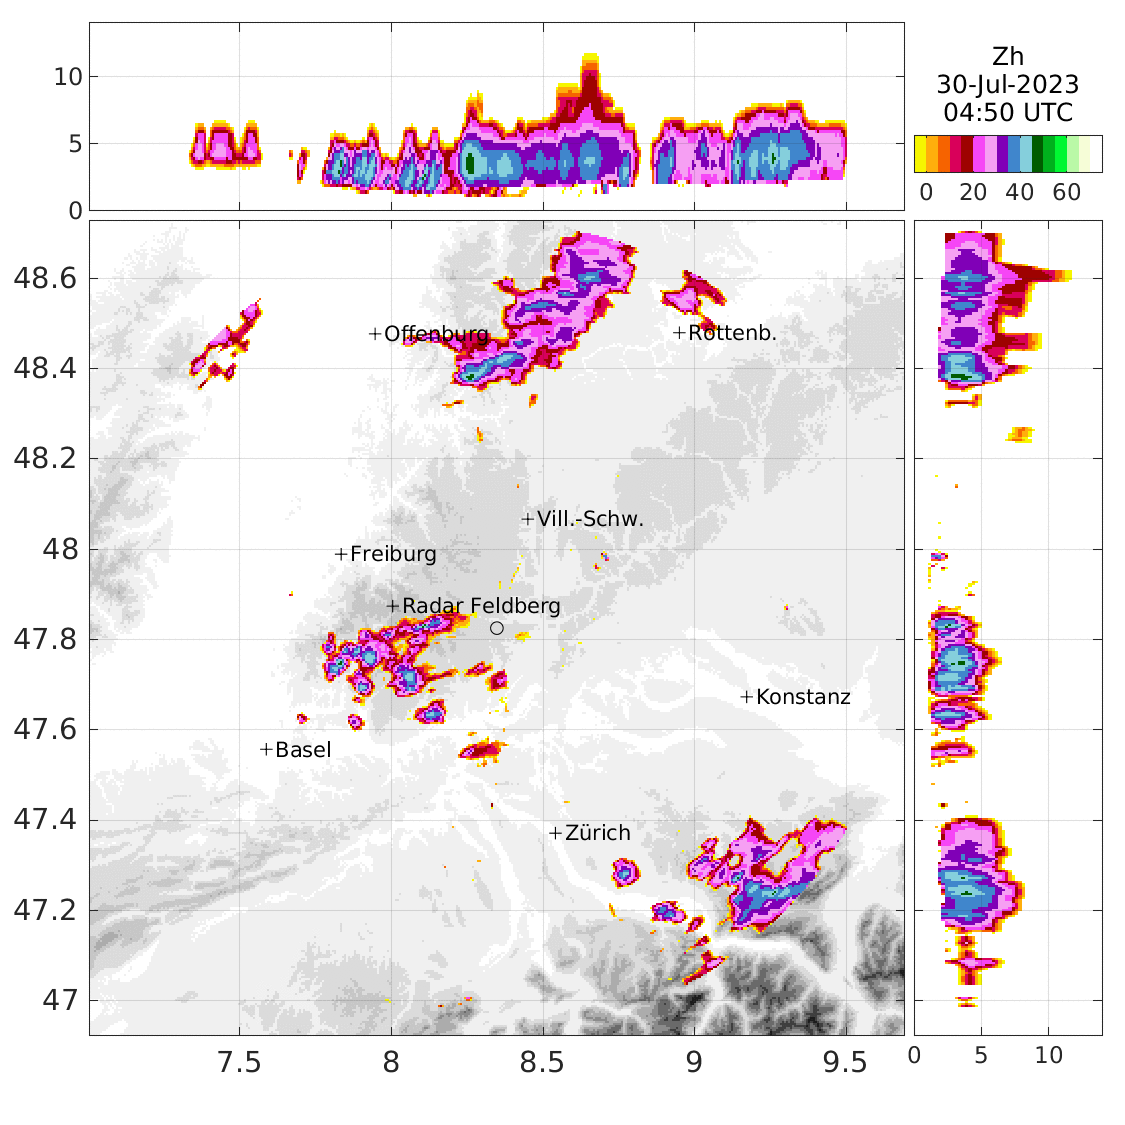 Zh
30-Jul-2023
04:50 UTC
0 20 40 60
10
5
0
48.6
48.4
48.2
48
47.8
47.6
47.4
47.2
47
+Offenburg
+Rottenb.
+Vill.-Schw.
+Freiburg
+Radar Feldberg
+Konstanz
+Basel
+Zürich
7.5 8 8.5 9 9.5
0 5 10